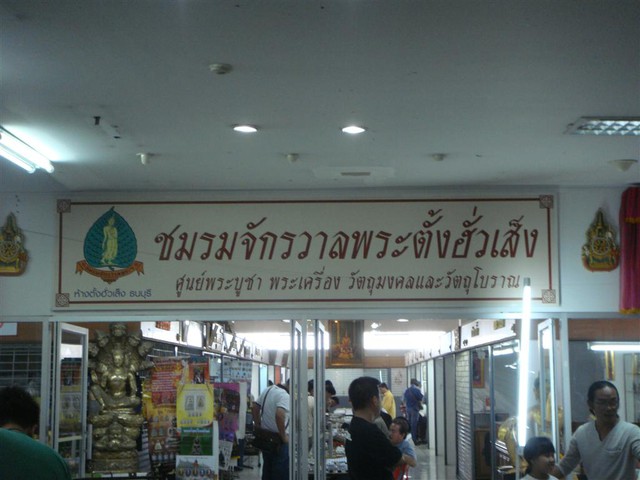 ชมรมจักรวาลพระตั้งฮั่วเส็ง
ศูนย์พระบูชา พระเครื่อง วัตถุมงคลและวัตถุโบราณ
ห้างตั้งฮั่วเส็ง ธนบุรี